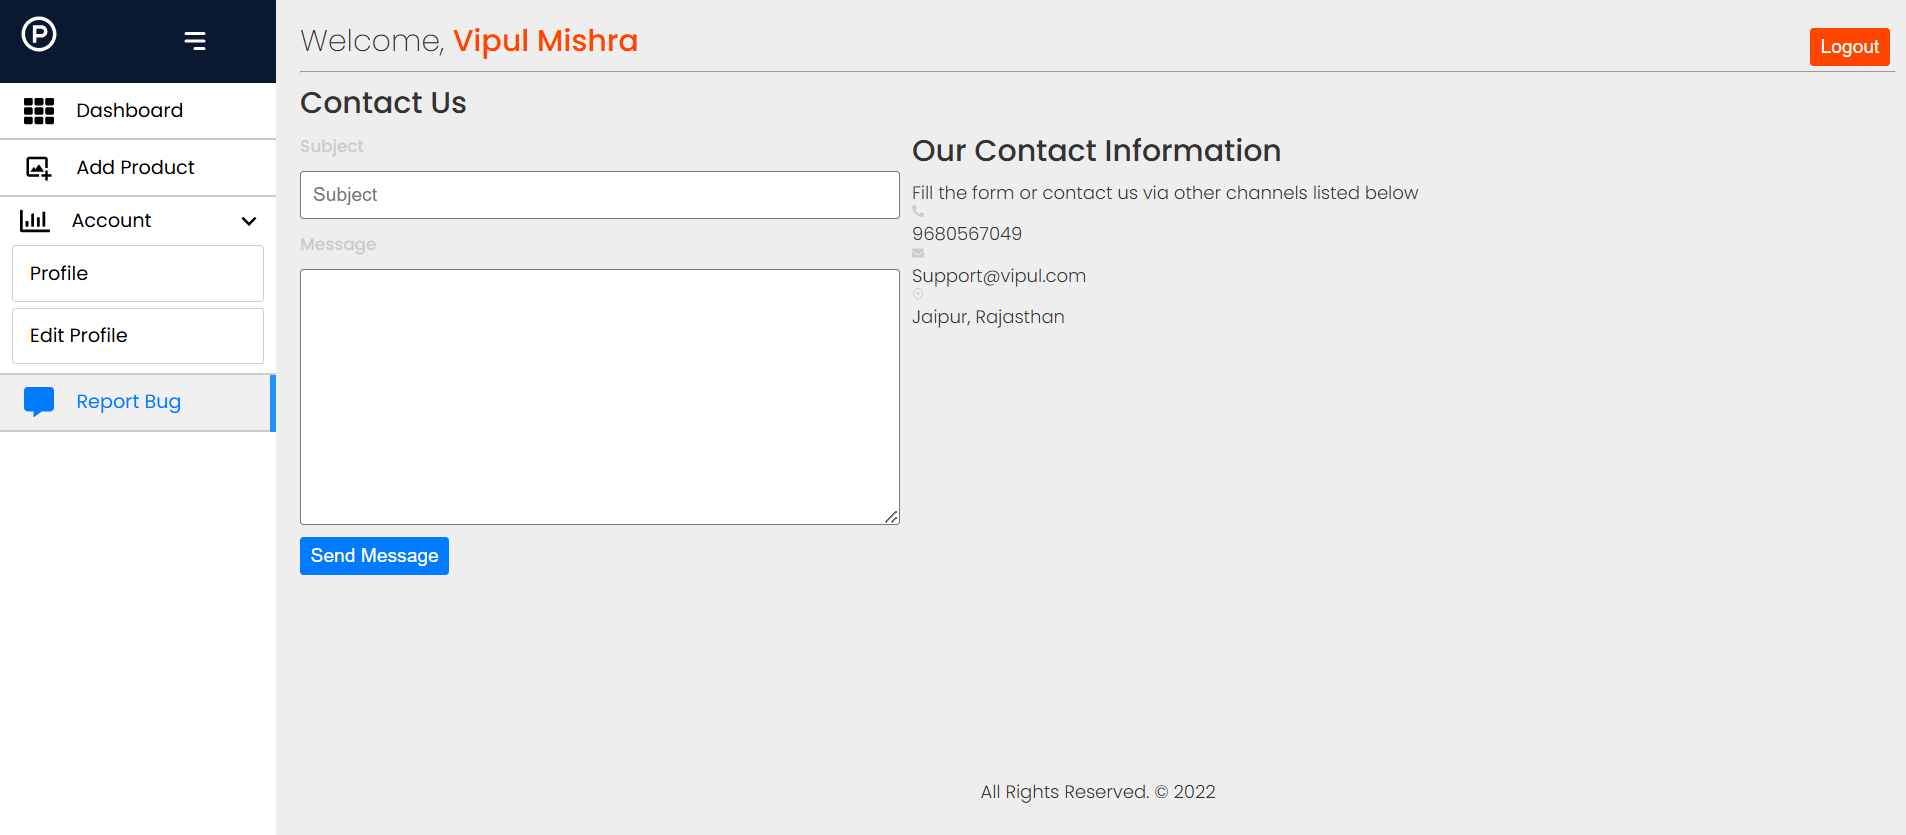 P
Welcome, Vipul Mishra
Logout
Dashboard
Add Product
Account
Profile
Edit Profile
Report Bug
Contact Us
Subject
Subject
Message
Send Message
Our Contact Information
Fill the form or contact us via other channels listed below
9680567049
Support@vipul.com
Jaipur, Rajasthan
All Rights Reserved. © 2022